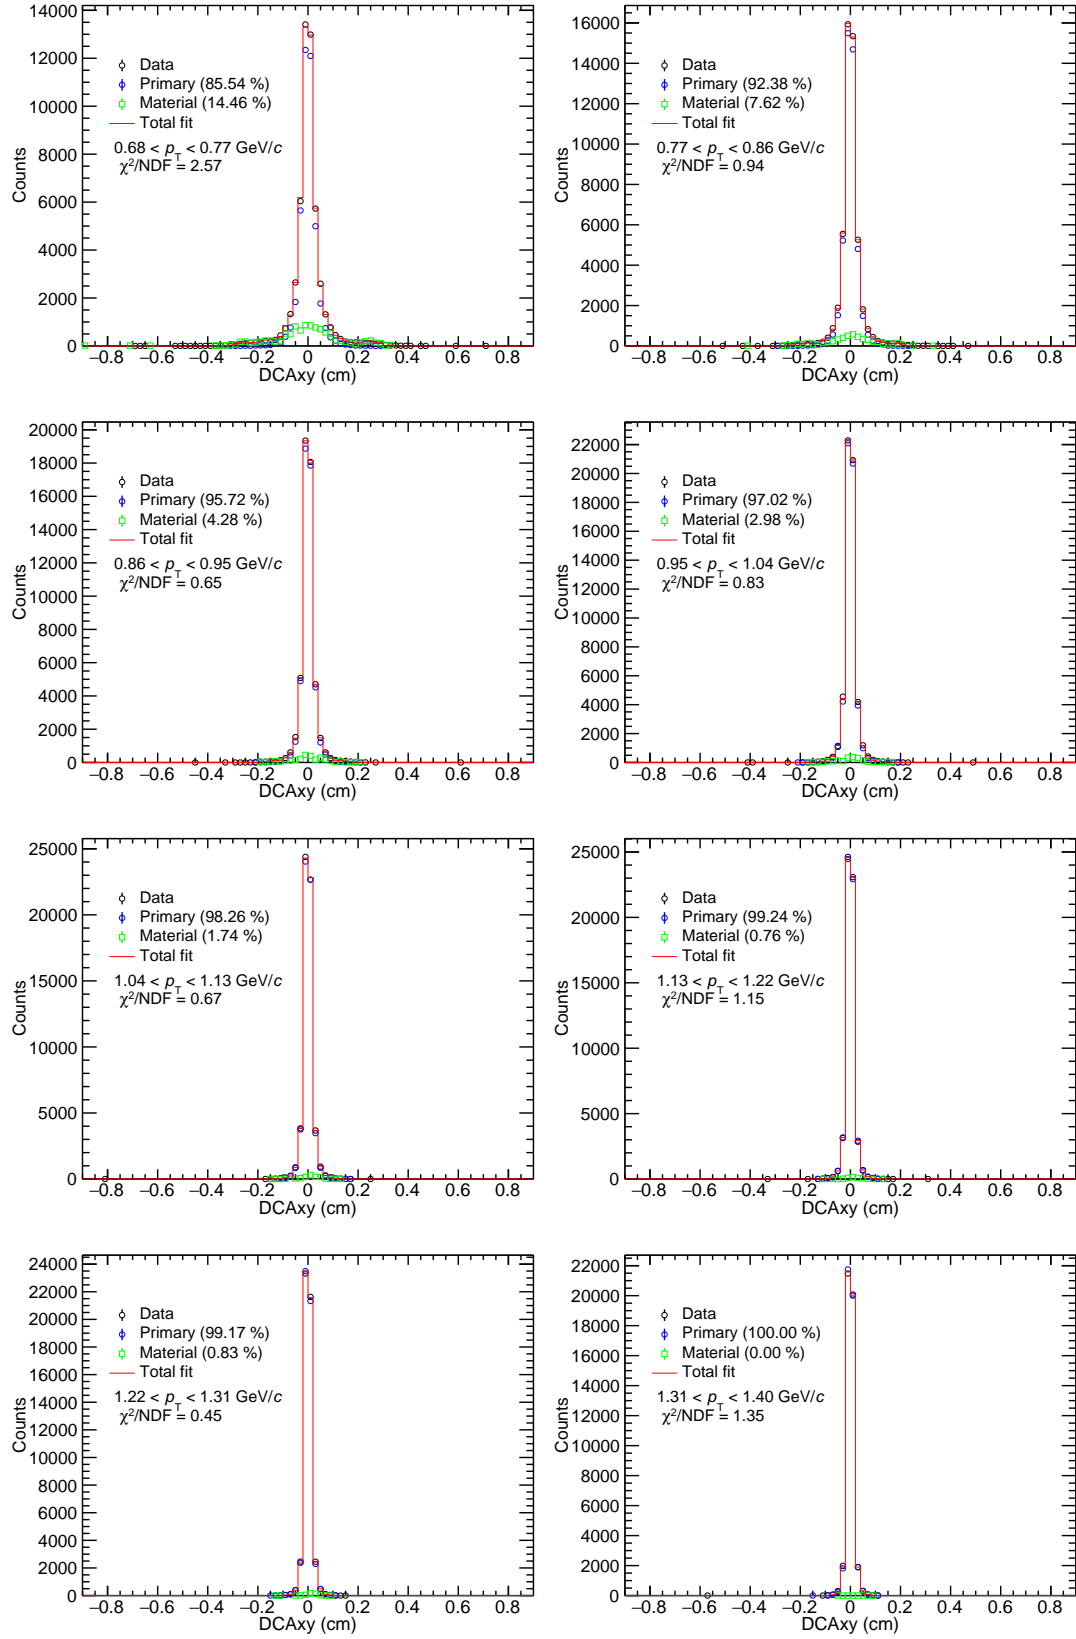 14000
12000
10000
8000
6000
4000
2000
0
Counts
Data
Primary (85.54 %)
Material (14.46 %)
Total fit
0.68 < pT < 0.77 GeV/c
χ²/NDF = 2.57
−0.8 −0.6 −0.4 −0.2 0 0.2 0.4 0.6 0.8
DCAxy (cm)
16000
14000
12000
10000
8000
6000
4000
2000
0
Counts
Data
Primary (92.38 %)
Material (7.62 %)
Total fit
0.77 < pT < 0.86 GeV/c
χ²/NDF = 0.94
−0.8 −0.6 −0.4 −0.2 0 0.2 0.4 0.6 0.8
DCAxy (cm)
20000
18000
16000
14000
12000
10000
8000
6000
4000
2000
0
Counts
Data
Primary (95.72 %)
Material (4.28 %)
Total fit
0.86 < pT < 0.95 GeV/c
χ²/NDF = 0.65
−0.8 −0.6 −0.4 −0.2 0 0.2 0.4 0.6 0.8
DCAxy (cm)
22000
20000
18000
16000
14000
12000
10000
8000
6000
4000
2000
0
Counts
Data
Primary (97.02 %)
Material (2.98 %)
Total fit
0.95 < pT < 1.04 GeV/c
χ²/NDF = 0.83
−0.8 −0.6 −0.4 −0.2 0 0.2 0.4 0.6 0.8
DCAxy (cm)
25000
20000
15000
10000
5000
0
Counts
Data
Primary (98.26 %)
Material (1.74 %)
Total fit
1.04 < pT < 1.13 GeV/c
χ²/NDF = 0.67
−0.8 −0.6 −0.4 −0.2 0 0.2 0.4 0.6 0.8
DCAxy (cm)
25000
20000
15000
10000
5000
0
Counts
Data
Primary (99.24 %)
Material (0.76 %)
Total fit
1.13 < pT < 1.22 GeV/c
χ²/NDF = 1.15
−0.8 −0.6 −0.4 −0.2 0 0.2 0.4 0.6 0.8
DCAxy (cm)
24000
22000
20000
18000
16000
14000
12000
10000
8000
6000
4000
2000
0
Counts
Data
Primary (99.17 %)
Material (0.83 %)
Total fit
1.22 < pT < 1.31 GeV/c
χ²/NDF = 0.45
−0.8 −0.6 −0.4 −0.2 0 0.2 0.4 0.6 0.8
DCAxy (cm)
22000
20000
18000
16000
14000
12000
10000
8000
6000
4000
2000
0
Counts
Data
Primary (100.00 %)
Material (0.00 %)
Total fit
1.31 < pT < 1.40 GeV/c
χ²/NDF = 1.35
−0.8 −0.6 −0.4 −0.2 0 0.2 0.4 0.6 0.8
DCAxy (cm)